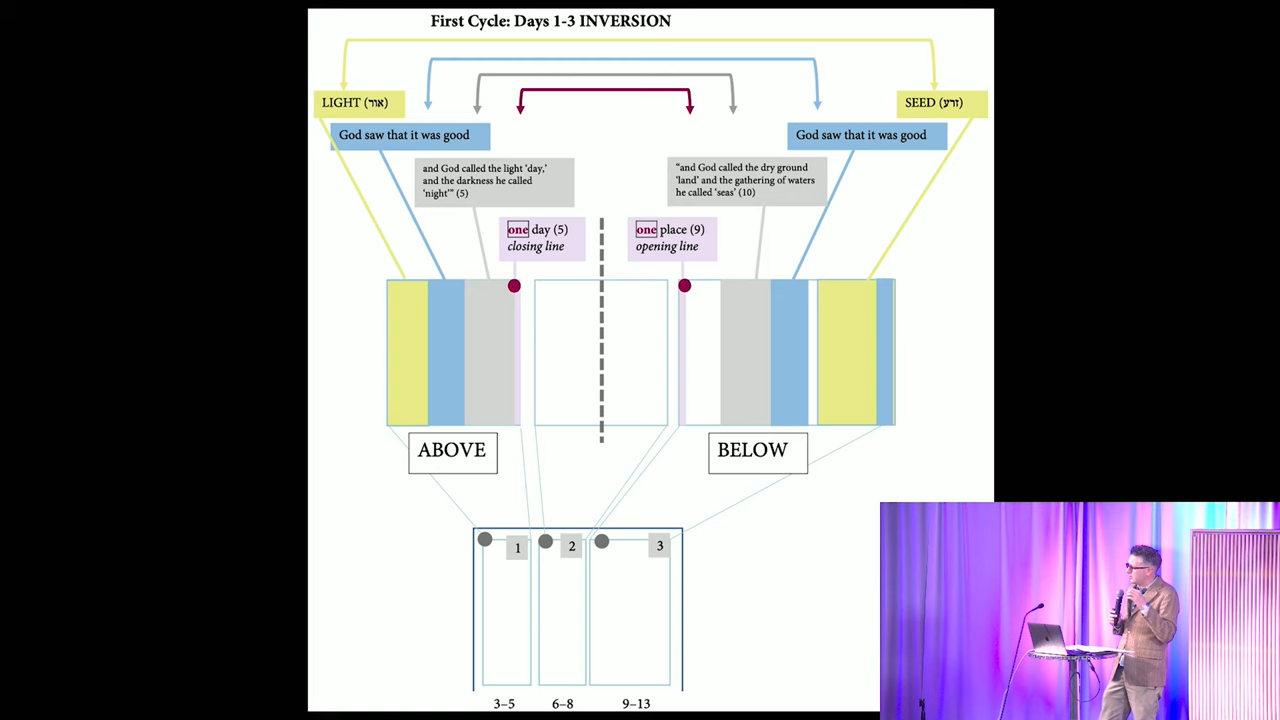 First Cycle: Days 1-3 INVERSION
LIGHT (אור)
SEED (זרע)
God saw that it was good
God saw that it was good
and God called the light ‘day,’
and the darkness he called
‘night’” (5)
“and God called the dry ground
‘land’ and the gathering of waters
he called ‘seas’ (10)
one day (5)
closing line
one place (9)
opening line
ABOVE
BELOW
1
2
3
3–5
6–8
9–13